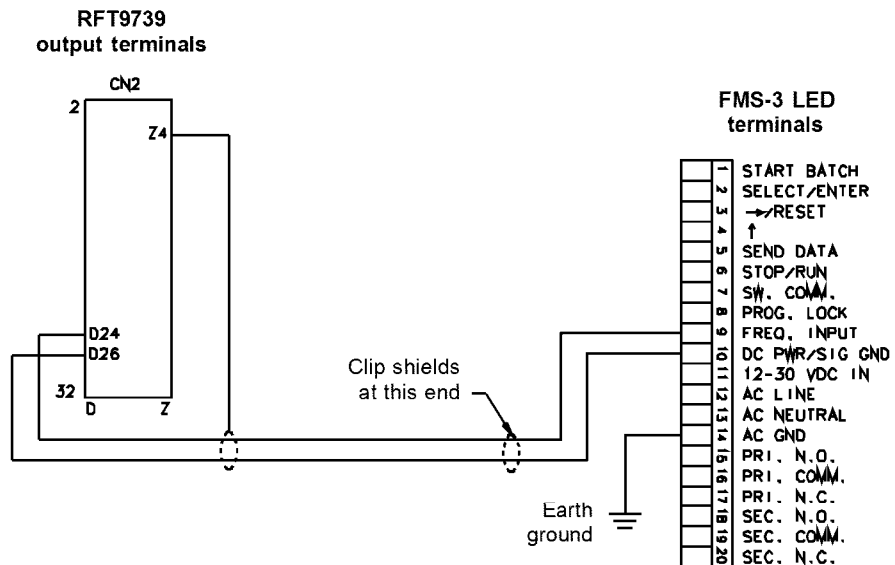 RFT9739
output terminals
CN2
2
Z4
D24
D26
32
D
Z
Clip shields
at this end
Earth
ground
FMS-3 LED
terminals
1 START BATCH
2 SELECT/ENTER
3 →/RESET
4 ↑
5 SEND DATA
6 STOP/RUN
7 SW. COMM.
8 PROG. LOCK
9 FREQ. INPUT
10 DC PWR/SIG GND
11 12-30 VDC IN
12 AC LINE
13 AC NEUTRAL
14 AC GND
15 PRI. N.O.
16 PRI. COMM.
17 PRI. N.C.
18 SEC. N.O.
19 SEC. COMM.
20 SEC. N.C.